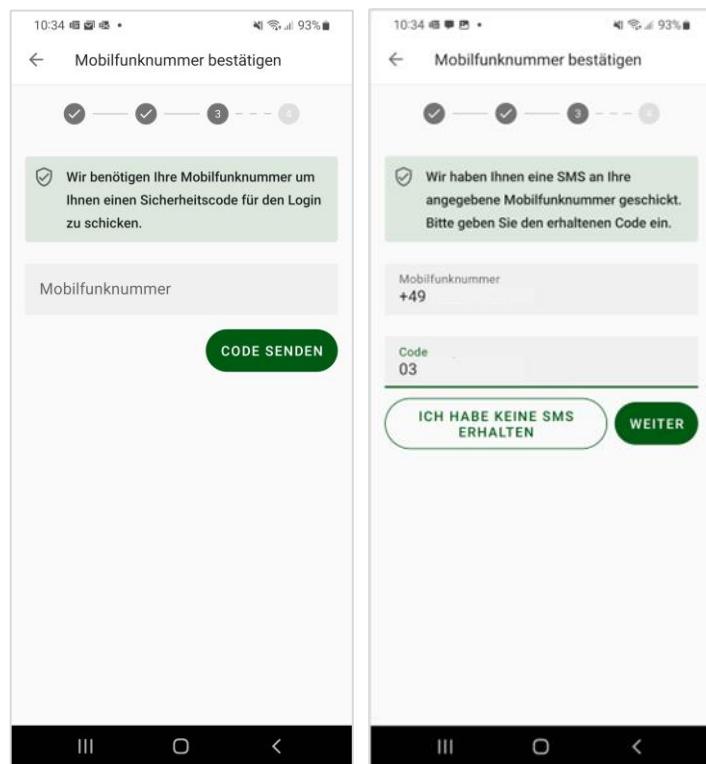 10:34
93%
Mobilfunknummer bestätigen
3
4
Wir benötigen Ihre Mobilfunknummer um
Ihnen einen Sicherheitscode für den Login
zu schicken.
Mobilfunknummer
CODE SENDEN
10:34
93%
Mobilfunknummer bestätigen
3
4
Wir haben Ihnen eine SMS an Ihre
angegebene Mobilfunknummer geschickt.
Bitte geben Sie den erhaltenen Code ein.
Mobilfunknummer
+49
Code
03
ICH HABE KEINE SMS
ERHALTEN
WEITER